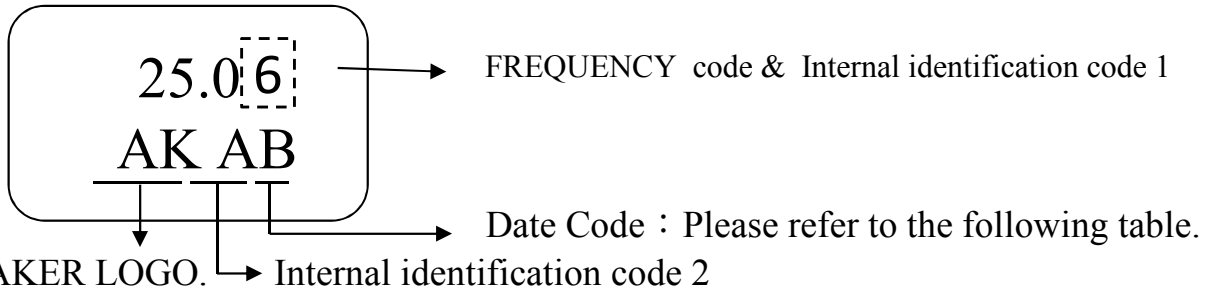 25.06
FREQUENCY code & Internal identification code 1
AK AB
Date Code：Please refer to the following table.
AKER LOGO.
Internal identification code 2